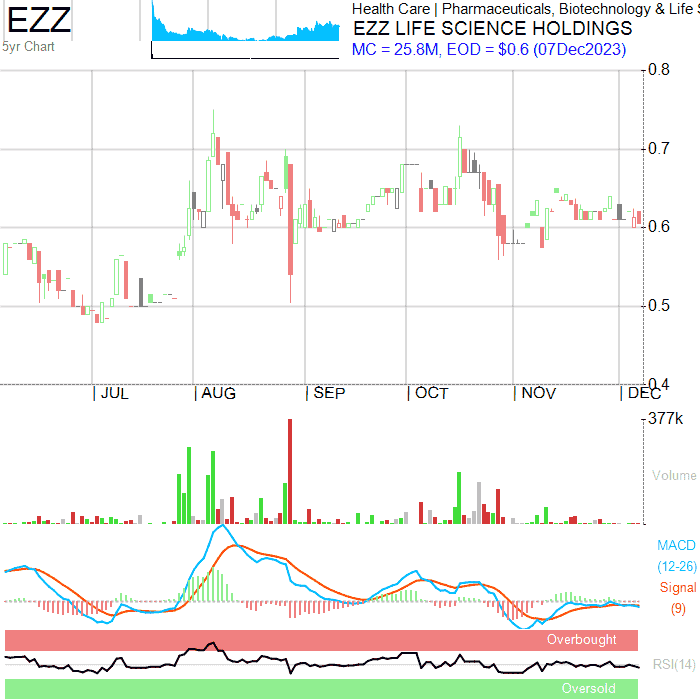 EZZ
5yr Chart
Health Care | Pharmaceuticals, Biotechnology & Life S
EZZ LIFE SCIENCE HOLDINGS
MC = 25.8M, EOD = $0.6 (07Dec2023)
0.8
0.7
0.6
0.5
0.4
| JUL | AUG | SEP | OCT | NOV | DEC
377k
Volume
MACD
(12-26)
Signal
(9)
Overbought
RSI(14)
Oversold